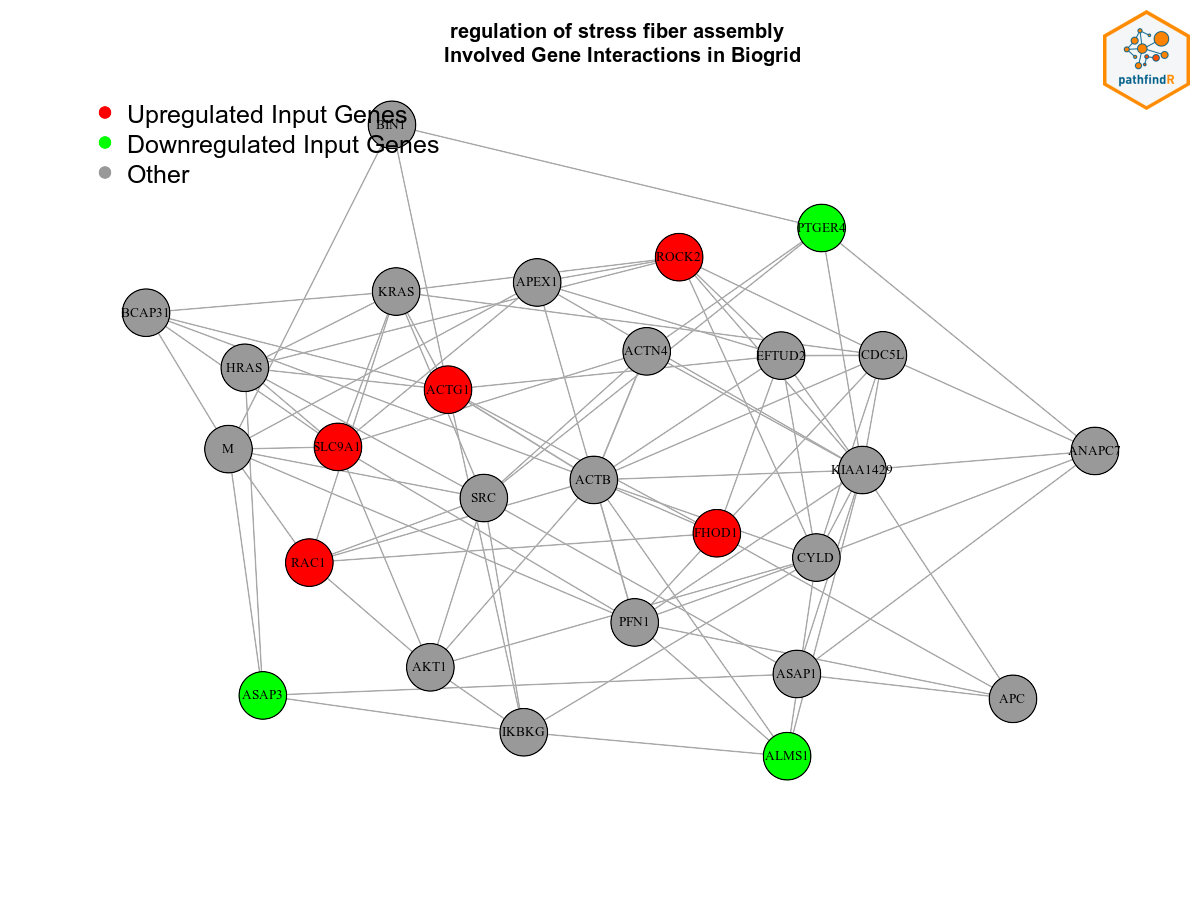 regulation of stress fiber assembly
Involved Gene Interactions in Biogrid
pathfindR
Upregulated Input Genes
Downregulated Input Genes
Other
BIN1
PTGER4
ROCK2
APEX1
KRAS
BCAP31
ACTN4
EFTUD2
CDC5L
HRAS
ACTG1
M
SLC9A1
ANAPC7
KIAA1429
ACTB
SRC
FHOD1
CYLD
RAC1
PFN1
AKT1
ASAP1
ASAP3
APC
IKBKG
ALMS1